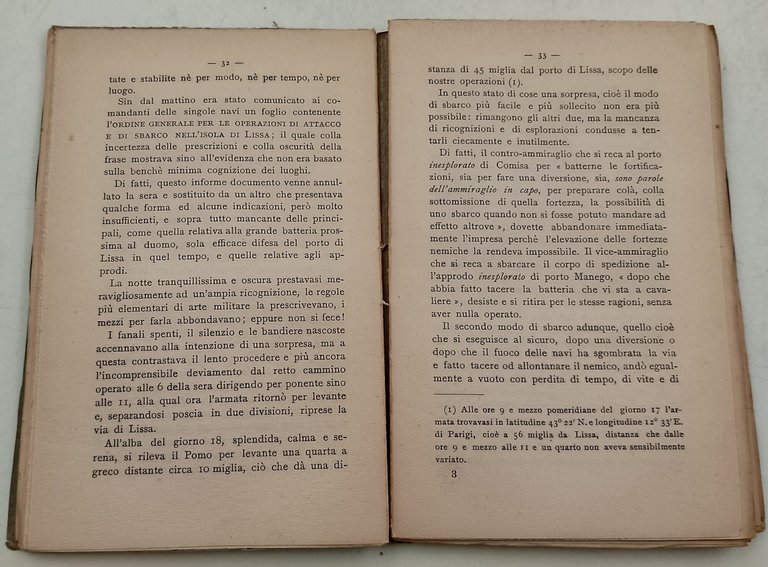 — 32 —
tate e stabilite nè per modo, nè per tempo, nè per
luogo.
Sin dal mattino era stato comunicato ai co-
mandanti delle singole navi un foglio contenente
l'ORDINE GENERALE PER LE OPERAZIONI DI ATTACCO
E DI SBARCO NELL'ISOLA DI LISSA; il quale colla
incertezza delle prescrizioni e colla oscurità della
frase mostrava sino all'evidenza che non era basato
sulla benchè minima cognizione dei luoghi.
Di fatti, questo informe documento venne annul-
lato la sera e sostituito da un altro che presentava
qualche forma ed alcune indicazioni, però molto
insufficienti, e sopra tutto mancante delle princi-
pali, come quella relativa alla grande batteria pros-
sima al duomo, sola efficace difesa del porto di
Lissa in quel tempo, e quelle relative agli ap-
prodi.
La notte tranquillissima e oscura prestavasi me-
ravigliosamente ad un'ampia ricognizione, le regole
più elementari di arte militare la prescrivevano, i
mezzi per farla abbondavano; eppure non si fece!
I fanali spenti, il silenzio e le bandiere nascoste
accennavano alla intenzione di una sorpresa, ma a
questa contrastava il lento procedere e più ancora
l'incomprensibile deviamento dal retto cammino
operato alle 6 della sera dirigendo per ponente sino
alle 11, alla qual ora l'armata ritornò per levante
e, separandosi poscia in due divisioni, riprese la
via di Lissa.
All'alba del giorno 18, splendida, calma e se-
rena, si rileva il Pomo per levante una quarta a
greco distante circa 10 miglia, ciò che dà una di-
— 33 —
stanza di 45 miglia dal porto di Lissa, scopo delle
nostre operazioni (1).
In questo stato di cose una sorpresa, cioè il modo
di sbarco più facile e più sollecito non era più
possibile: rimangono gli altri due, ma la mancanza
di ricognizioni e di esplorazioni condusse a ten-
tarli ciecamente e inutilmente.
Di fatti, il contro-ammiraglio che si reca al porto
inesplorato di Comisa per « batterne le fortifica-
zioni, sia per fare una diversione, sia, sono parole
dell'ammiraglio in capo, per preparare colà, colla
sottomissione di quella fortezza, la possibilità di
uno sbarco quando non si fosse potuto mandare ad
effetto altrove », dovette abbandonare immediata-
mente l'impresa perchè l'elevazione delle fortezze
nemiche la rendeva impossibile. Il vice-ammiraglio
che si reca a sbarcare il corpo di spedizione al-
l'approdo inesplorato di porto Manego, « dopo che
abbia fatto tacere la batteria che vi sta a cava-
liere », desiste e si ritira per le stesse ragioni, senza
aver nulla operato.
Il secondo modo di sbarco adunque, quello cioè
che si eseguisce al sicuro, dopo una diversione o
dopo che il fuoco delle navi ha sgombrata la via
e fatto tacere od allontanare il nemico, andò egual-
mente a vuoto con perdita di tempo, di vite e di
(1) Alle ore 9 e mezzo pomeridiane del giorno 17 l'ar-
mata trovavasi in latitudine 43° 22' N. e longitudine 12° 33' E.
di Parigi, cioè a 56 miglia da Lissa, distanza che dalle
ore 9 e mezzo alle 11 e un quarto non aveva sensibilmente
variato.
3